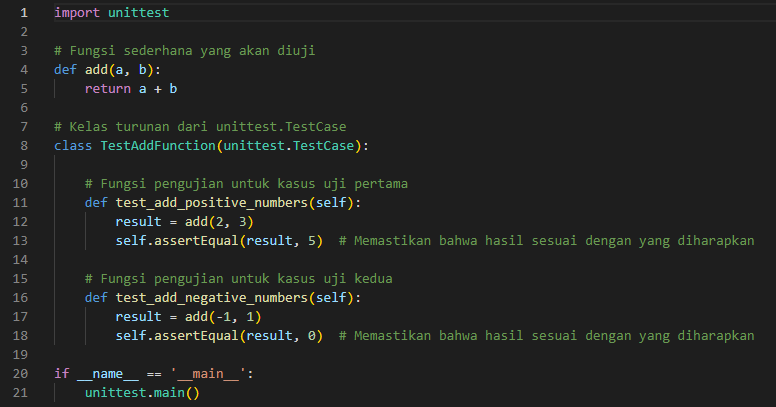 1 import unittest
2
3 # Fungsi sederhana yang akan diuji
4 def add(a, b):
5     return a + b
6
7 # Kelas turunan dari unittest.TestCase
8 class TestAddFunction(unittest.TestCase):
9
10     # Fungsi pengujian untuk kasus uji pertama
11     def test_add_positive_numbers(self):
12         result = add(2, 3)
13         self.assertEqual(result, 5)  # Memastikan bahwa hasil sesuai dengan yang diharapkan
14
15     # Fungsi pengujian untuk kasus uji kedua
16     def test_add_negative_numbers(self):
17         result = add(-1, 1)
18         self.assertEqual(result, 0)  # Memastikan bahwa hasil sesuai dengan yang diharapkan
19
20 if __name__ == '__main__':
21     unittest.main()